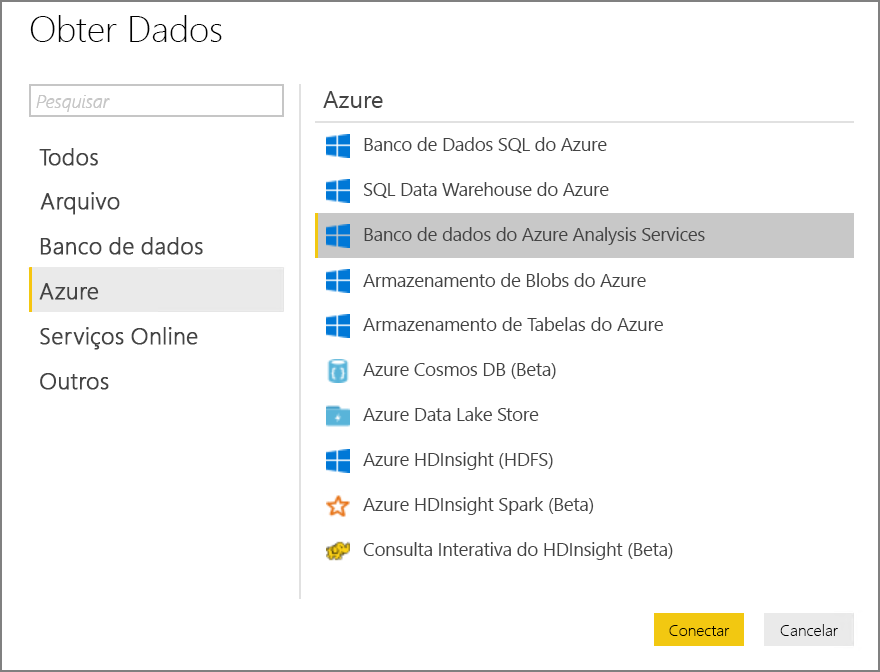 Obter Dados
Pesquisar
Todos
Arquivo
Banco de dados
Azure
Serviços Online
Outros
Azure
Banco de Dados SQL do Azure
SQL Data Warehouse do Azure
Banco de dados do Azure Analysis Services
Armazenamento de Blobs do Azure
Armazenamento de Tabelas do Azure
Azure Cosmos DB (Beta)
Azure Data Lake Store
Azure HDInsight (HDFS)
Azure HDInsight Spark (Beta)
Consulta Interativa do HDInsight (Beta)
Conectar
Cancelar